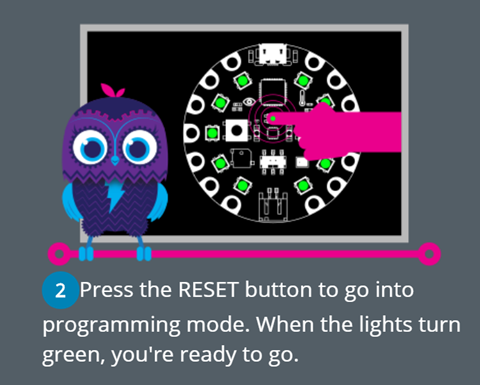 2 Press the RESET button to go into
programming mode. When the lights turn
green, you're ready to go.